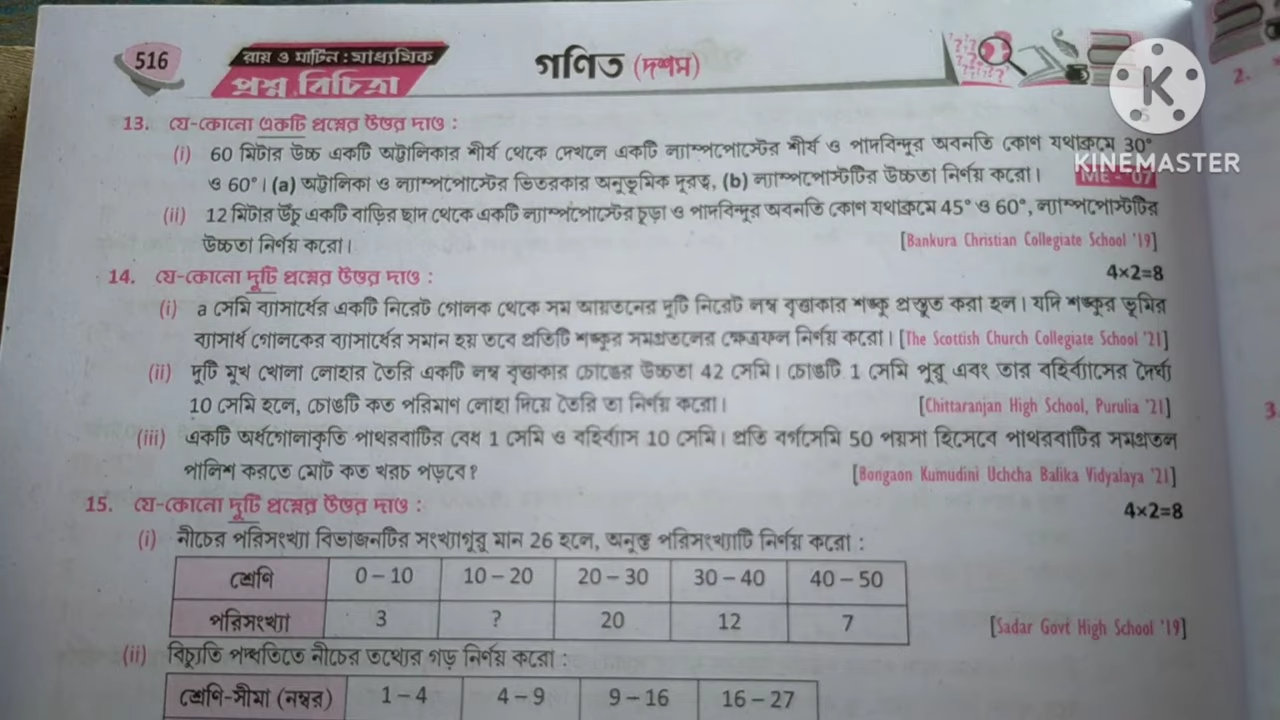 516
রায় ও মার্টিন : মাধ্যমিক
প্রশ্ন বিচিত্রা
গণিত (দশম)
2.
K
KINEMASTER
13. যে-কোনো একটি প্রশ্নের উত্তর দাও :
(i) 60 মিটার উচ্চ একটি অট্টালিকার শীর্ষ থেকে দেখলে একটি ল্যাম্পপোস্টের শীর্ষ ও পাদবিন্দুর অবনতি কোণ যথাক্রমে 30°
ও 60°। (a) অট্টালিকা ও ল্যাম্পপোস্টের ভিতরকার অনুভূমিক দূরত্ব, (b) ল্যাম্পপোস্টটির উচ্চতা নির্ণয় করো। ME - '07
(ii) 12 মিটার উঁচু একটি বাড়ির ছাদ থেকে একটি ল্যাম্পপোস্টের চূড়া ও পাদবিন্দুর অবনতি কোণ যথাক্রমে 45° ও 60°, ল্যাম্পপোস্টটির
উচ্চতা নির্ণয় করো। [Bankura Christian Collegiate School '19]
14. যে-কোনো দুটি প্রশ্নের উত্তর দাও : 4×2=8
(i) a সেমি ব্যাসার্ধের একটি নিরেট গোলক থেকে সম আয়তনের দুটি নিরেট লম্ব বৃত্তাকার শঙ্কু প্রস্তুত করা হল। যদি শঙ্কুর ভূমির
ব্যাসার্ধ গোলকের ব্যাসার্ধের সমান হয় তবে প্রতিটি শঙ্কুর সমগ্রতলের ক্ষেত্রফল নির্ণয় করো। [The Scottish Church Collegiate School '21]
(ii) দুটি মুখ খোলা লোহার তৈরি একটি লম্ব বৃত্তাকার চোঙের উচ্চতা 42 সেমি। চোঙটি 1 সেমি পুরু এবং তার বহির্ব্যাসের দৈর্ঘ্য
10 সেমি হলে, চোঙটি কত পরিমাণ লোহা দিয়ে তৈরি তা নির্ণয় করো। [Chittaranjan High School, Purulia '21]
3
(iii) একটি অর্ধগোলাকৃতি পাথরবাটির বেধ 1 সেমি ও বহির্ব্যাস 10 সেমি। প্রতি বর্গসেমি 50 পয়সা হিসেবে পাথরবাটির সমগ্রতল
পালিশ করতে মোট কত খরচ পড়বে? [Bongaon Kumudini Uchcha Balika Vidyalaya '21]
15. যে-কোনো দুটি প্রশ্নের উত্তর দাও : 4×2=8
(i) নীচের পরিসংখ্যা বিভাজনটির সংখ্যাগুরু মান 26 হলে, অনুক্ত পরিসংখ্যাটি নির্ণয় করো :
শ্রেণি 0 – 10 10 – 20 20 – 30 30 – 40 40 – 50
পরিসংখ্যা 3 ? 20 12 7 [Sadar Govt High School '19]
(ii) বিচ্যুতি পদ্ধতিতে নীচের তথ্যের গড় নির্ণয় করো :
শ্রেণি-সীমা (নম্বর) 1 – 4 4 – 9 9 – 16 16 – 27